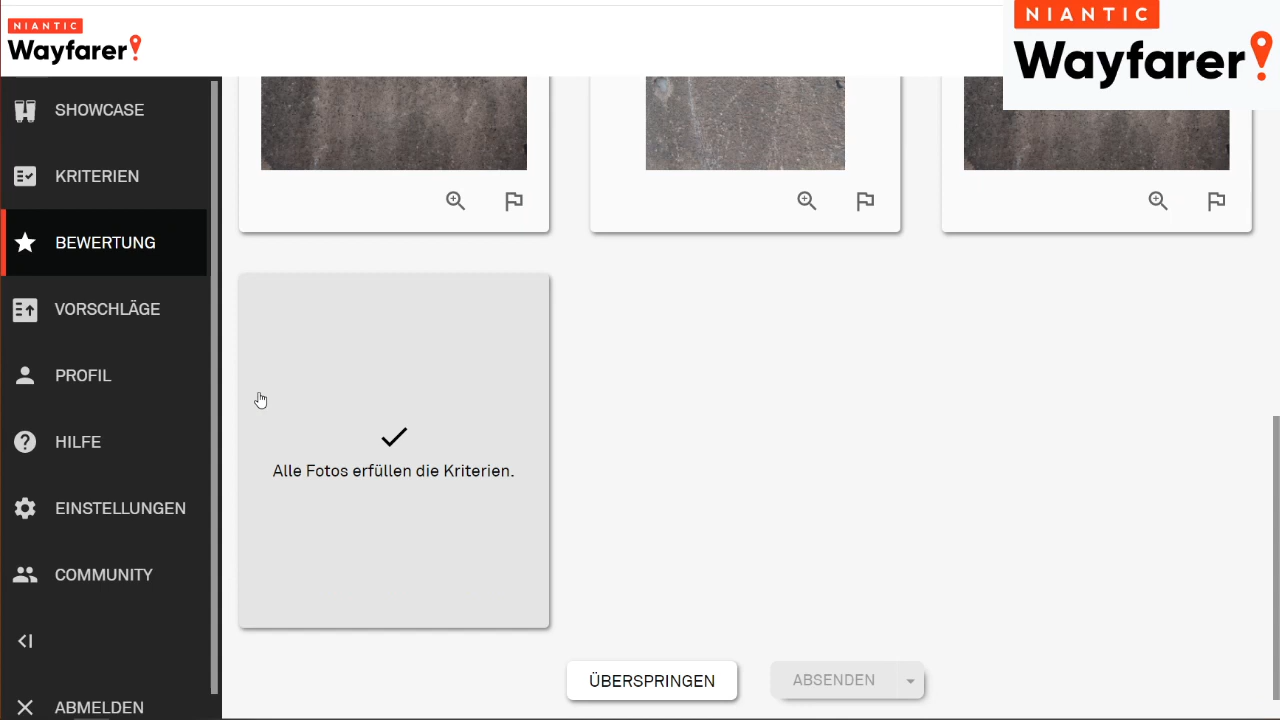 NIANTIC
Wayfarer
NIANTIC
Wayfarer
SHOWCASE
KRITERIEN
BEWERTUNG
VORSCHLÄGE
PROFIL
HILFE
EINSTELLUNGEN
COMMUNITY
ABMELDEN
Alle Fotos erfüllen die Kriterien.
ÜBERSPRINGEN
ABSENDEN